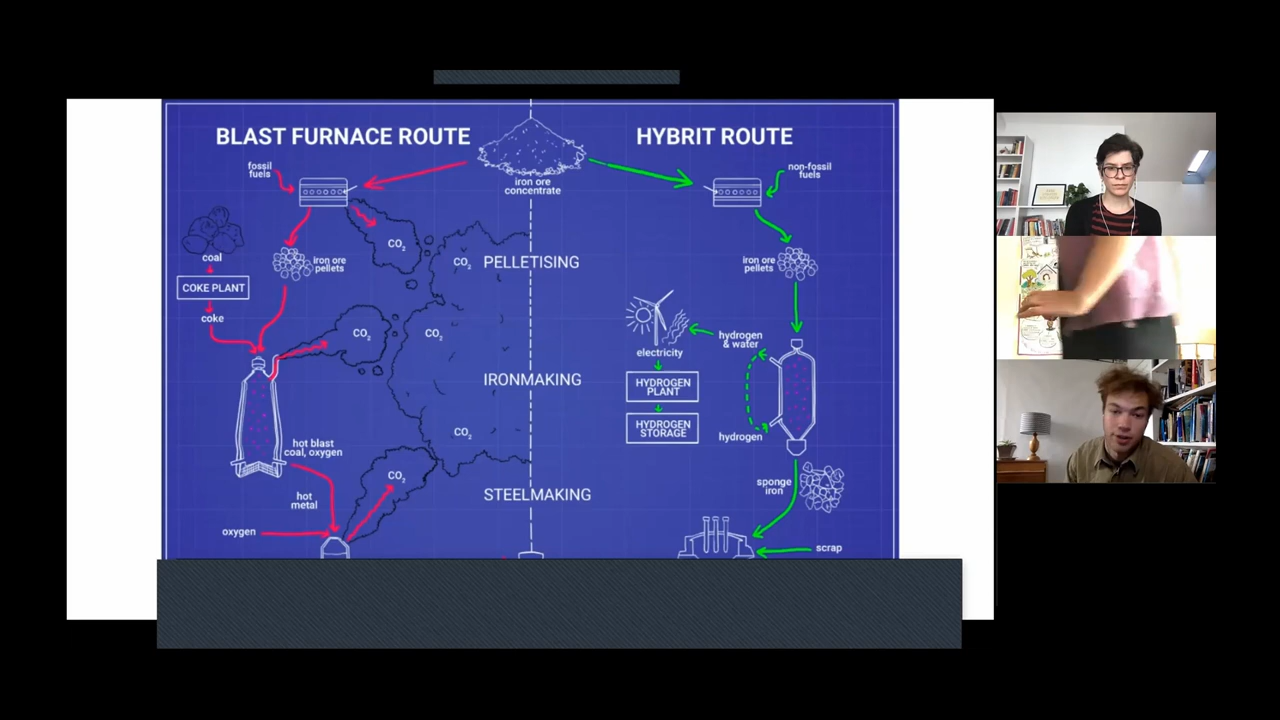 BLAST FURNACE ROUTE
HYBRIT ROUTE
fossil
fuels
iron ore
concentrate
non-fossil
fuels
coal
COKE PLANT
coke
iron ore
pellets
CO2
CO2
PELLETISING
iron ore
pellets
CO2
CO2
electricity
hydrogen
& water
IRONMAKING
HYDROGEN
PLANT
HYDROGEN
STORAGE
hydrogen
CO2
hot blast
coal, oxygen
CO2
hot
metal
STEELMAKING
sponge
iron
oxygen
scrap